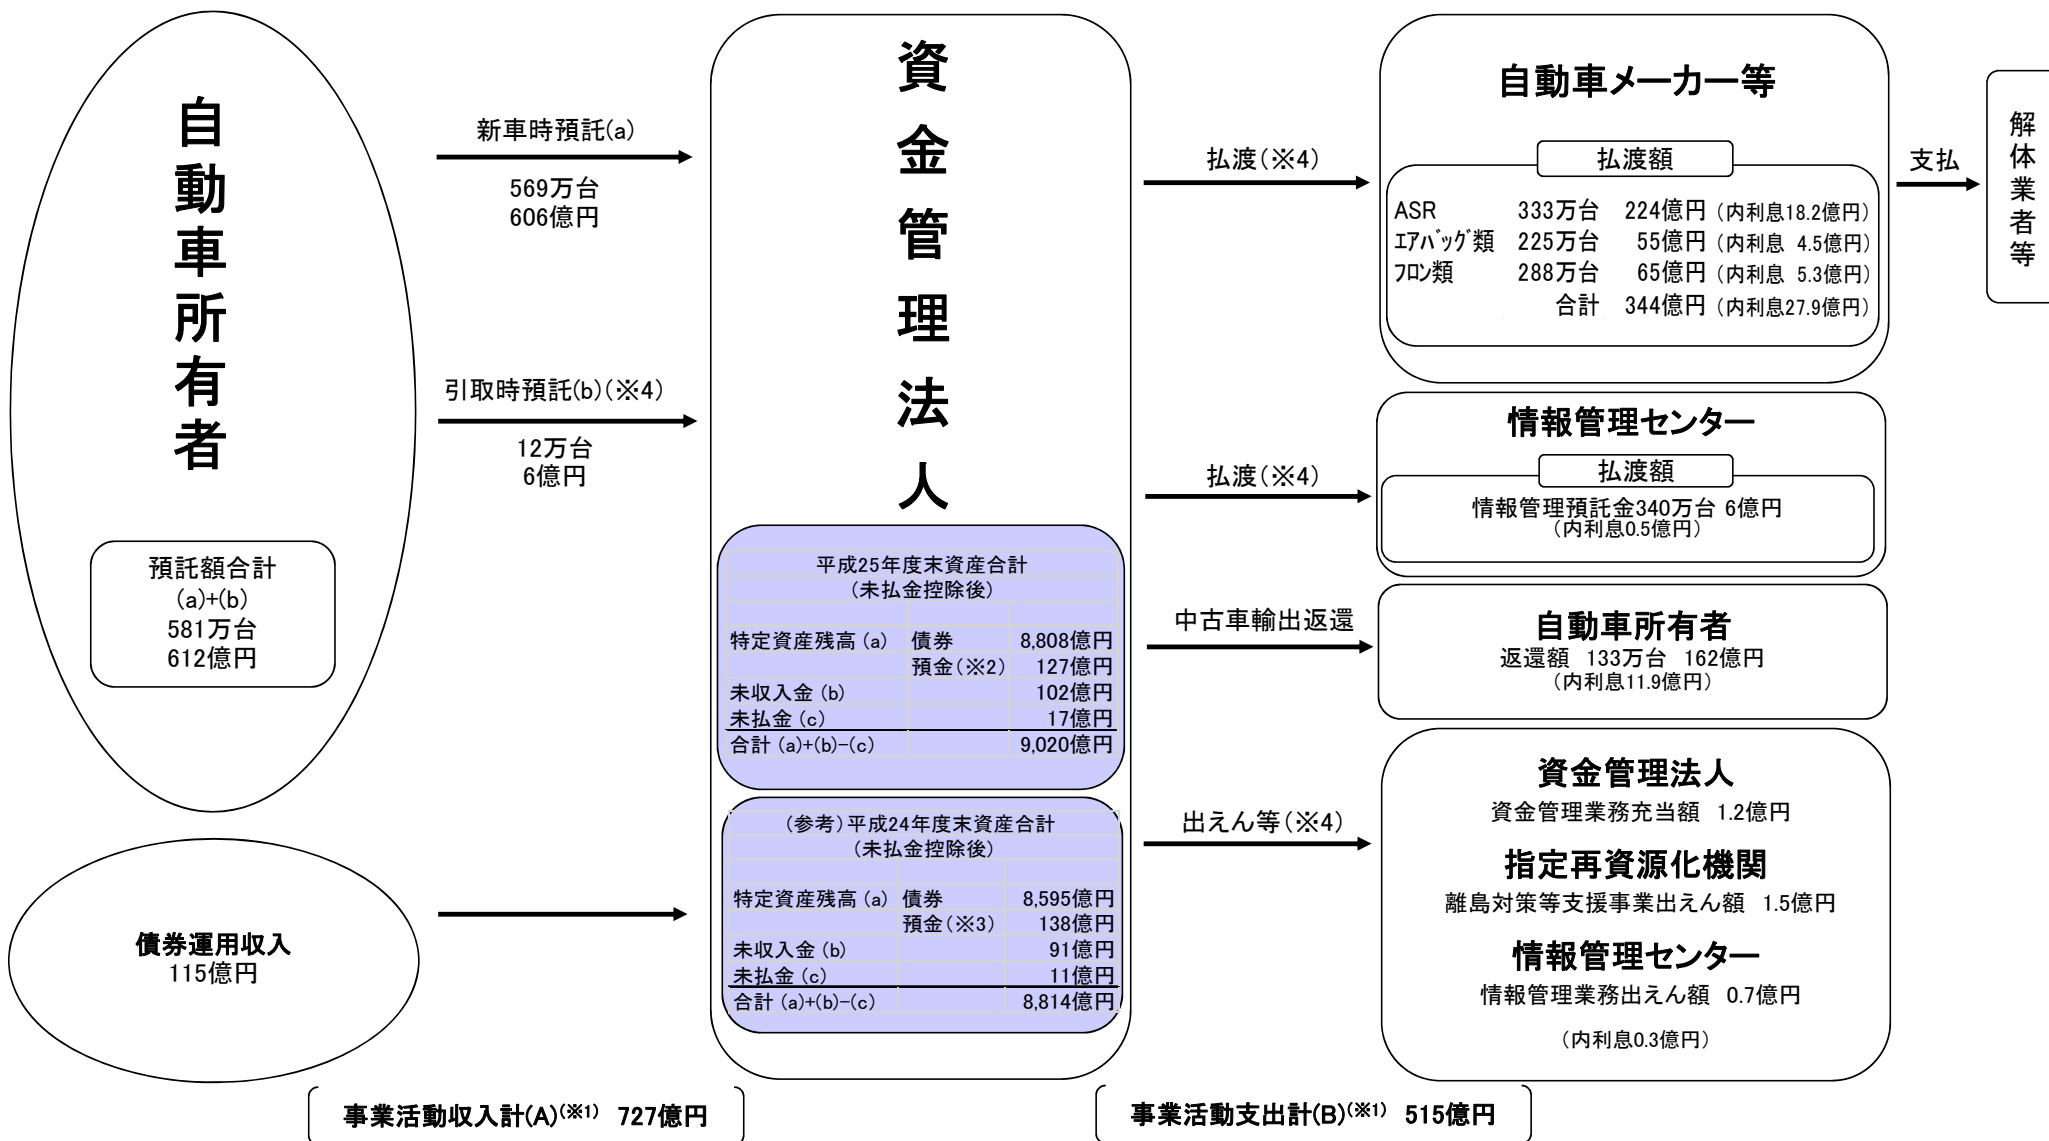 自動車所有者
預託額合計
(a)+(b)
581万台
612億円
債券運用収入
115億円
新車時預託(a)
569万台
606億円
引取時預託(b)(※4)
12万台
6億円
資金管理法人
平成25年度末資産合計
(未払金控除後)
特定資産残高(a) 債券 8,808億円
預金(※2) 127億円
未収入金(b) 102億円
未払金(c) 17億円
合計(a)+(b)-(c) 9,020億円
(参考)平成24年度末資産合計
(未払金控除後)
特定資産残高(a) 債券 8,595億円
預金(※3) 138億円
未収入金(b) 91億円
未払金(c) 11億円
合計(a)+(b)-(c) 8,814億円
払渡(※4)
自動車メーカー等
払渡額
ASR 333万台 224億円(内利息18.2億円)
エアバッグ類 225万台 55億円(内利息 4.5億円)
フロン類 288万台 65億円(内利息 5.3億円)
合計 344億円(内利息27.9億円)
支払
解体業者等
払渡(※4)
情報管理センター
払渡額
情報管理預託金340万台 6億円
(内利息0.5億円)
中古車輸出返還
自動車所有者
返還額 133万台 162億円
(内利息11.9億円)
出えん等(※4)
資金管理法人
資金管理業務充当額 1.2億円
指定再資源化機関
離島対策等支援事業出えん額 1.5億円
情報管理センター
情報管理業務出えん額 0.7億円
(内利息0.3億円)
事業活動収入計(A)(※1) 727億円
事業活動支出計(B)(※1) 515億円